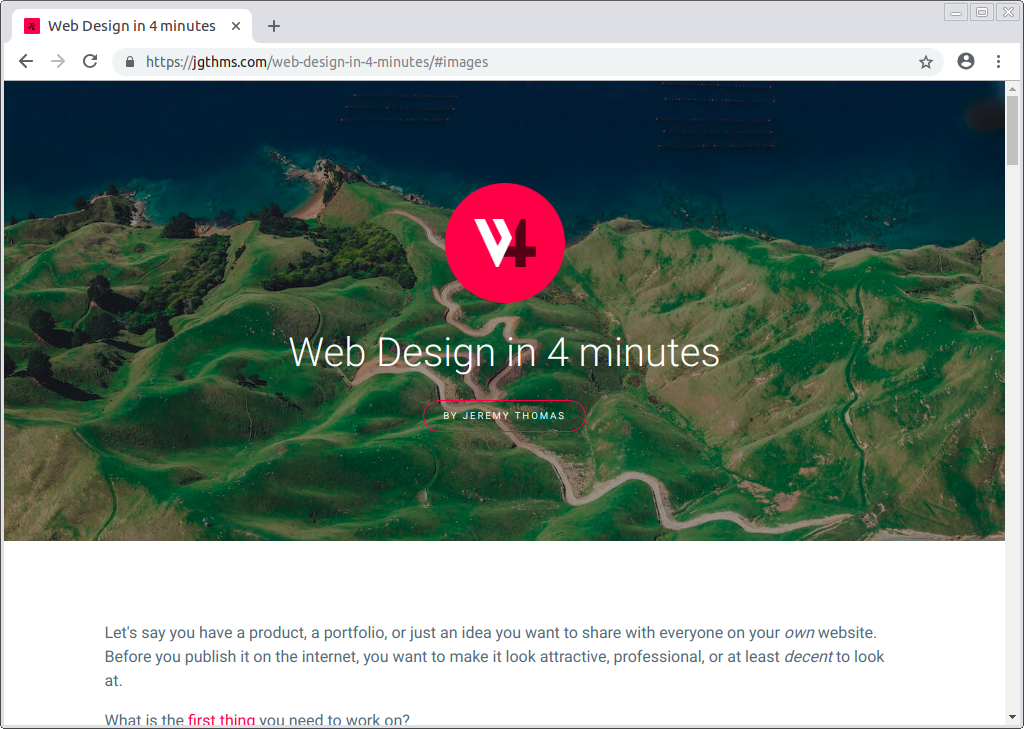 Web Design in 4 minutes
https://jgthms.com/web-design-in-4-minutes/#images
W4
Web Design in 4 minutes
BY JEREMY THOMAS
Let's say you have a product, a portfolio, or just an idea you want to share with everyone on your own website.
Before you publish it on the internet, you want to make it look attractive, professional, or at least decent to look
at.
What is the first thing you need to work on?